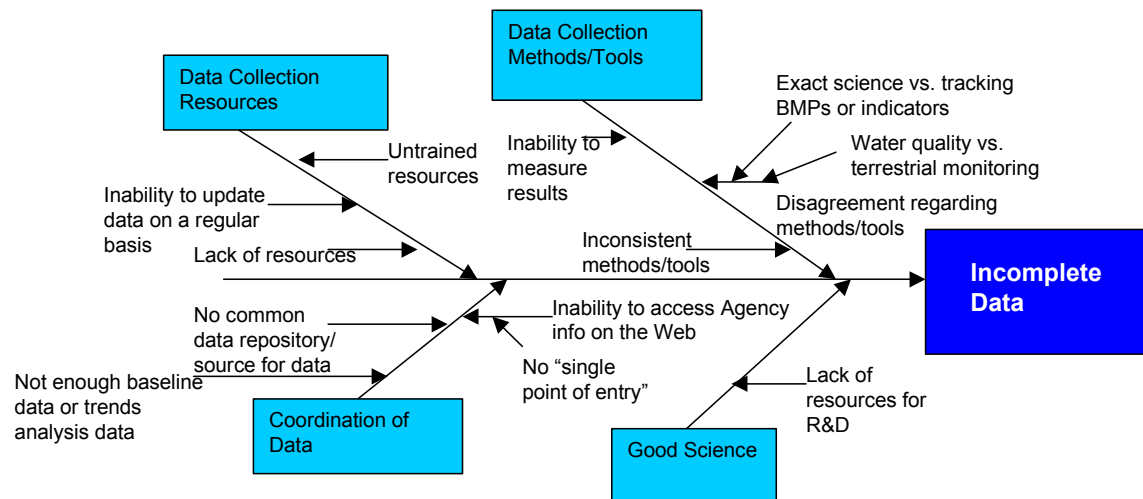 Data Collection
Resources
Data Collection
Methods/Tools
Untrained
resources
Inability to update
data on a regular
basis
Lack of resources
Inability to
measure
results
Exact science vs. tracking
BMPs or indicators
Water quality vs.
terrestrial monitoring
Disagreement regarding
methods/tools
Inconsistent
methods/tools
Incomplete
Data
No common
data repository/
source for data
Not enough baseline
data or trends
analysis data
Inability to access Agency
info on the Web
No “single
point of entry”
Coordination of
Data
Lack of
resources for
R&D
Good Science